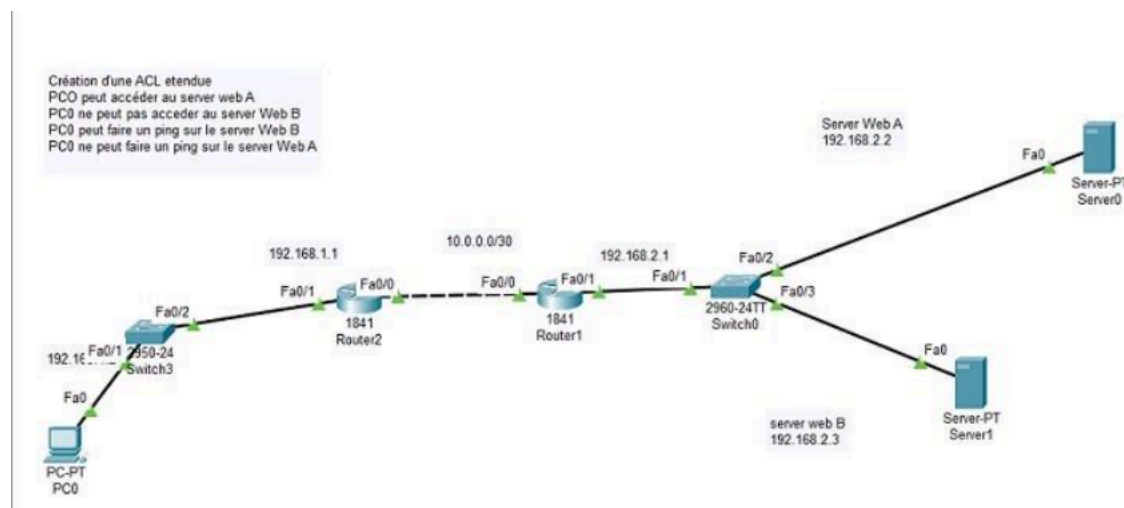 Création d'une ACL etendue
PCO peut accéder au server web A
PC0 ne peut pas acceder au server Web B
PC0 peut faire un ping sur le server Web B
PC0 ne peut faire un ping sur le server Web A
Server Web A
192.168.2.2
Fa0
Server-PT
Server0
192.168.1.1
10.0.0.0/30
192.168.2.1
Fa0/1
Fa0/0
1841
Router2
Fa0/0
Fa0/1
1841
Router1
Fa0/1
Fa0/2
Fa0/3
2960-24TT
Switch0
Fa0/2
Fa0/1
2950-24
Switch3
Fa0
PC-PT
PC0
server web B
192.168.2.3
Fa0
Server-PT
Server1